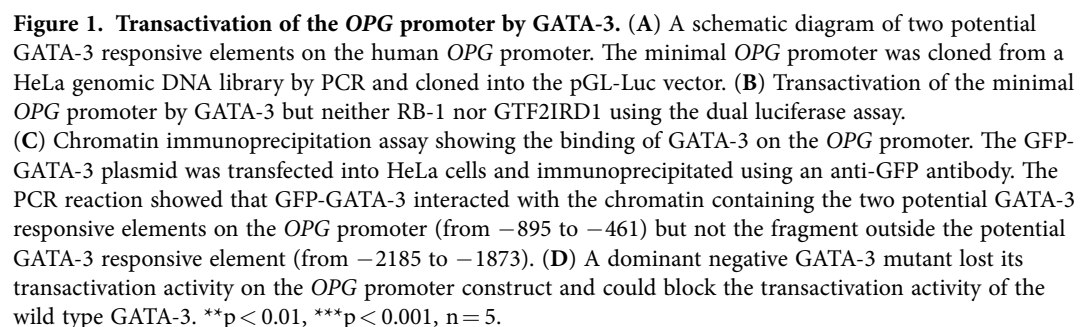 Figure 1. Transactivation of the OPG promoter by GATA-3. (A) A schematic diagram of two potential
GATA-3 responsive elements on the human OPG promoter. The minimal OPG promoter was cloned from a
HeLa genomic DNA library by PCR and cloned into the pGL-Luc vector. (B) Transactivation of the minimal
OPG promoter by GATA-3 but neither RB-1 nor GTF2IRD1 using the dual luciferase assay.
(C) Chromatin immunoprecipitation assay showing the binding of GATA-3 on the OPG promoter. The GFP-
GATA-3 plasmid was transfected into HeLa cells and immunoprecipitated using an anti-GFP antibody. The
PCR reaction showed that GFP-GATA-3 interacted with the chromatin containing the two potential GATA-3
responsive elements on the OPG promoter (from −895 to −461) but not the fragment outside the potential
GATA-3 responsive element (from −2185 to −1873). (D) A dominant negative GATA-3 mutant lost its
transactivation activity on the OPG promoter construct and could block the transactivation activity of the
wild type GATA-3. **p < 0.01, ***p < 0.001, n = 5.